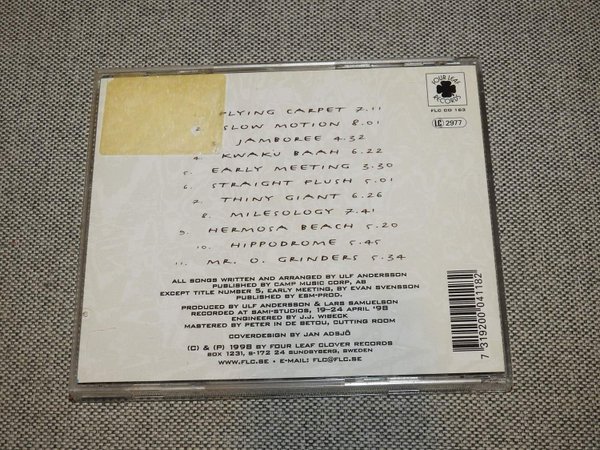 FLYING CARPET 7.11
2. SLOW MOTION 8.01
JAMBOREE 4.32
4. KWAKU BAAH 6.22
5. EARLY MEETING 3.30
6. STRAIGHT FLUSH 5.01
7. THINY GIANT 6.26
8. MILESOLOGY 7.41
9. HERMOSA BEACH 5.20
10. HIPPODROME 5.45
11. MR. O. GRINDERS 5.34
ALL SONGS WRITTEN AND ARRANGED BY ULF ANDERSSON
PUBLISHED BY CAMP MUSIC CORP, AB
EXCEPT TITLE NUMBER 5, EARLY MEETING, BY EVAN SVENSSON
PUBLISHED BY ESM-PROD.
PRODUCED BY ULF ANDERSSON & LARS SAMUELSON
RECORDED AT SAMI-STUDIOS, 19-24 APRIL '98
ENGINEERED BY J.J. WIBECK
MASTERED BY PETER IN DE BETOU, CUTTING ROOM
COVERDESIGN BY JAN ADSJÖ
(C) & (P) 1998 BY FOUR LEAF CLOVER RECORDS
BOX 1231, S-172 24 SUNDBYBERG, SWEDEN
WWW.FLC.SE • E-MAIL: FLC@FLC.SE
FOUR LEAF
RECORDS
FLC CD 163
LC 2977
7 319200 041182